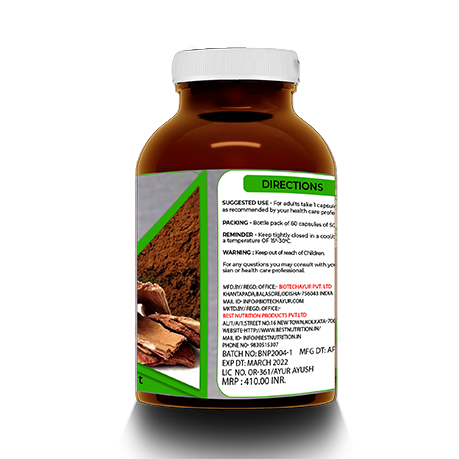 DIRECTIONS
SUGGESTED USE - For adults take 1 capsul
as recommended by your health care profe
PACKING - Bottle pack of 60 capsules of 50
REMINDER - Keep tightly closed in a cool/d
a temperature OF 15°-30°C.
WARNING : Keep out of reach of Children.
For any questions you may consult with you
sian or health care professional.
MFD.BY/ REGD. OFFICE:- BIOTECHAYUR PVT. LTD
KHANTAPADA,BALASORE,ODISHA-756043 INDIA
MAIL ID- INFO@BIOTECHAYUR.COM
MKTD.BY/ REGD. OFFICE:-
BEST NUTRITION PRODUCTS PVT.LTD
AL/1/A/1,STREET NO.16 NEW TOWN,KOLKATA-700
WEBSITE-HTTP://WWW.BESTNUTRITION.IN/
MAIL ID- INFO@BESTNUTRITION.IN
PHONE NO- 9830515307
BATCH NO: BNP2004-1 MFG DT: AP
EXP DT: MARCH 2022
LIC NO. OR-361/AYUR AYUSH
MRP : 410.00 INR.